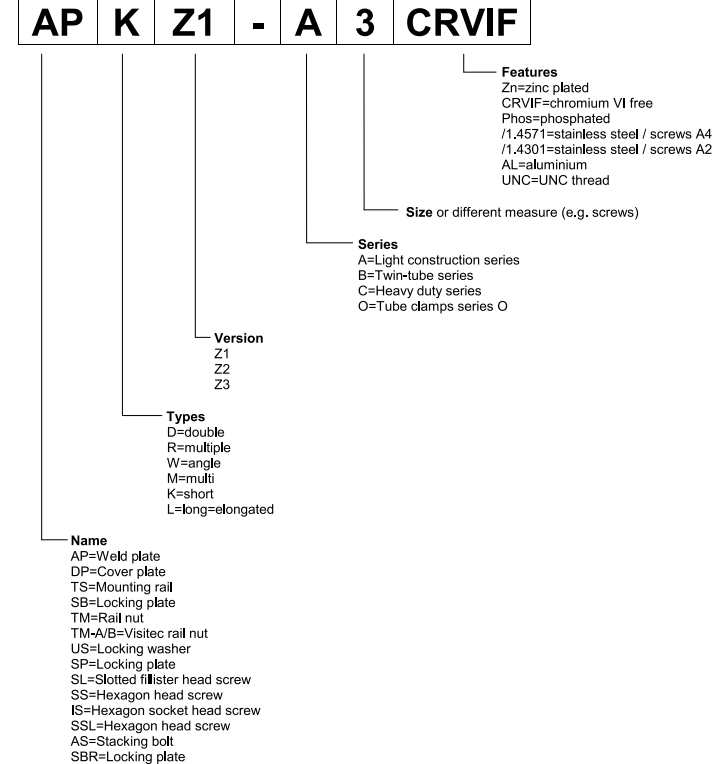 AP K Z1 - A 3 CRVIF
Features
Zn=zinc plated
CRVIF=chromium VI free
Phos=phosphated
/1.4571=stainless steel / screws A4
/1.4301=stainless steel / screws A2
AL=aluminium
UNC=UNC thread
Size or different measure (e.g. screws)
Series
A=Light construction series
B=Twin-tube series
C=Heavy duty series
O=Tube clamps series O
Version
Z1
Z2
Z3
Types
D=double
R=multiple
W=angle
M=multi
K=short
L=long=elongated
Name
AP=Weld plate
DP=Cover plate
TS=Mounting rail
SB=Locking plate
TM=Rail nut
TM-A/B=Visitec rail nut
US=Locking washer
SP=Locking plate
SL=Slotted fillister head screw
SS=Hexagon head screw
IS=Hexagon socket head screw
SSL=Hexagon head screw
AS=Stacking bolt
SBR=Locking plate